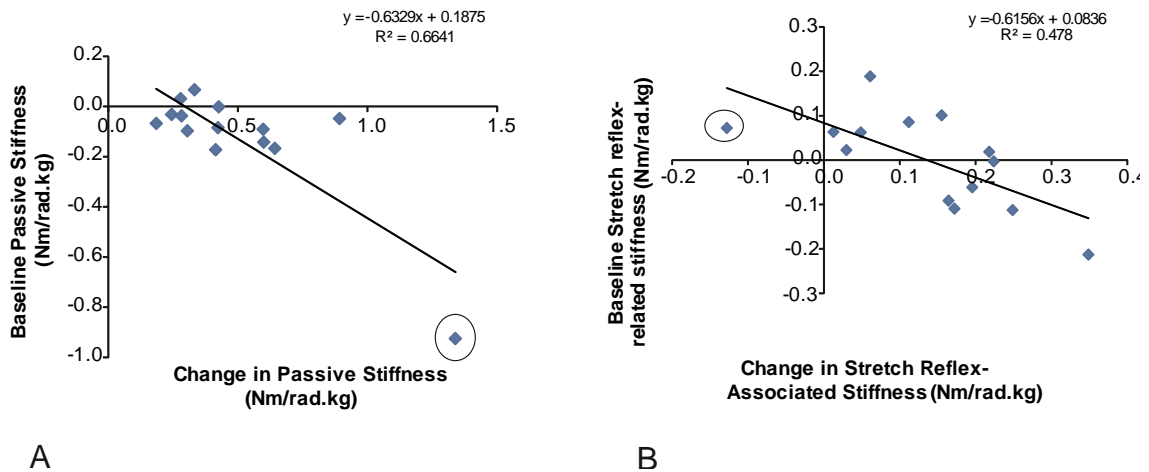 y =-0.6329x + 0.1875
R² = 0.6641
0.2
0.0
-0.2
-0.4
-0.6
-0.8
-1.0
0.0 0.5 1.0 1.5
Baseline Passive Stiffness
(Nm/rad.kg)
Change in Passive Stiffness
(Nm/rad.kg)
A
y =-0.6156x + 0.0836
R² = 0.478
0.3
0.2
0.1
0.0
-0.1
-0.2
-0.3
-0.2 -0.1 0.0 0.1 0.2 0.3 0.4
Baseline Stretch reflex-
related stiffness (Nm/rad.kg)
Change in Stretch Reflex-
Associated Stiffness (Nm/rad.kg)
B